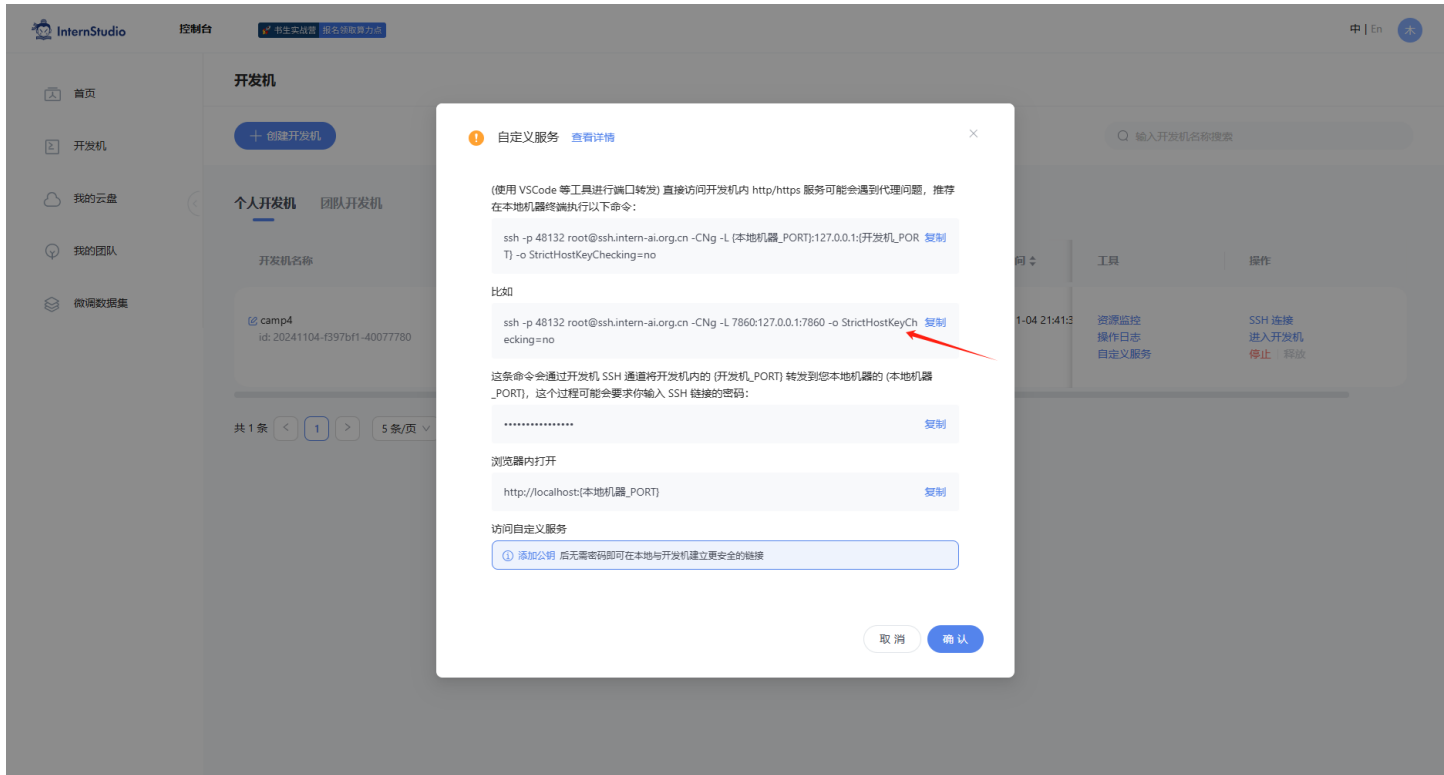 InternStudio
控制台
书生实战营 报名领取算力点
中 | En
木
首页
开发机
我的云盘
我的团队
微调数据集
开发机
创建开发机
输入开发机名称搜索
个人开发机 团队开发机
开发机名称
间
工具
操作
camp4
id: 20241104-f397bf1-40077780
1-04 21:41:3
资源监控
操作日志
自定义服务
SSH 连接
进入开发机
停止 释放
共 1 条 < 1 > 5 条/页
自定义服务 查看详情
(使用 VSCode 等工具进行端口转发) 直接访问开发机内 http/https 服务可能会遇到代理问题，推荐
在本地机器终端执行以下命令：
ssh -p 48132 root@ssh.intern-ai.org.cn -CNg -L {本地机器_PORT}:127.0.0.1:{开发机_POR 复制
T} -o StrictHostKeyChecking=no
比如
ssh -p 48132 root@ssh.intern-ai.org.cn -CNg -L 7860:127.0.0.1:7860 -o StrictHostKeyCh 复制
ecking=no
这条命令会通过开发机 SSH 通道将开发机内的 {开发机_PORT} 转发到您本地机器的 {本地机器
_PORT}，这个过程可能会要求你输入 SSH 链接的密码：
•••••••••••••••• 复制
浏览器内打开
http://localhost:{本地机器_PORT} 复制
访问自定义服务
添加公钥 后无需密码即可在本地与开发机建立更安全的链接
取 消
确 认